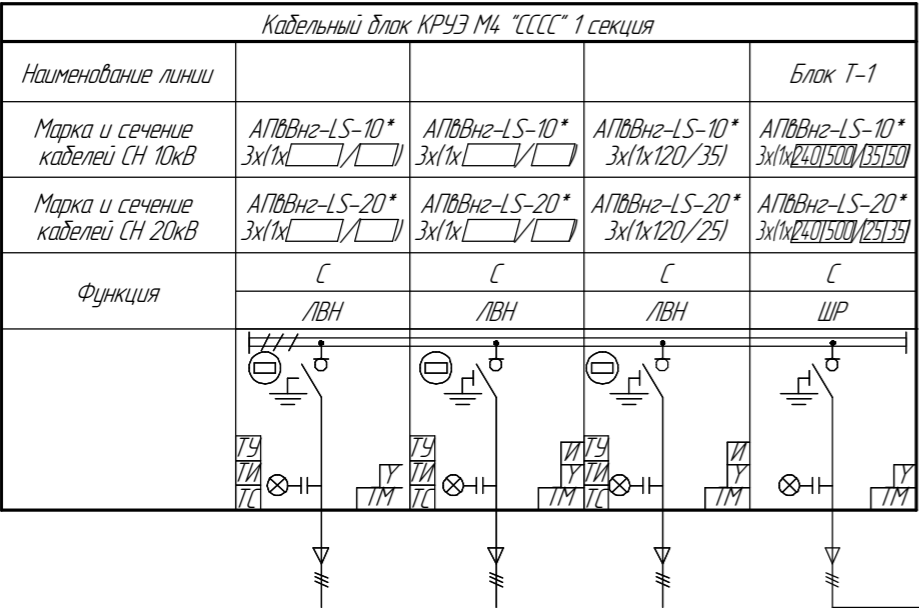 Кабельный блок КРУЭ М4 "СССС" 1 секция
Наименование линии
Блок Т-1
Марка и сечение
кабелей СН 10кВ
АПвВнг-LS-10*
3х(1х    /    )
АПвВнг-LS-10*
3х(1х    /    )
АПвВнг-LS-10*
3х(1х120/35)
АПвВнг-LS-10*
3х(1х240|500/35|50)
Марка и сечение
кабелей СН 20кВ
АПвВнг-LS-20*
3х(1х    /    )
АПвВнг-LS-20*
3х(1х    /    )
АПвВнг-LS-20*
3х(1х120/25)
АПвВнг-LS-20*
3х(1х240|500/25|35)
Функция
С
С
С
С
ЛВН
ЛВН
ЛВН
ШР
ТУ
ТИ
ТС
У
ТМ
ТУ
ТИ
ТС
И
У
ТМ
ТУ
ТИ
ТС
И
У
ТМ
У
ТМ